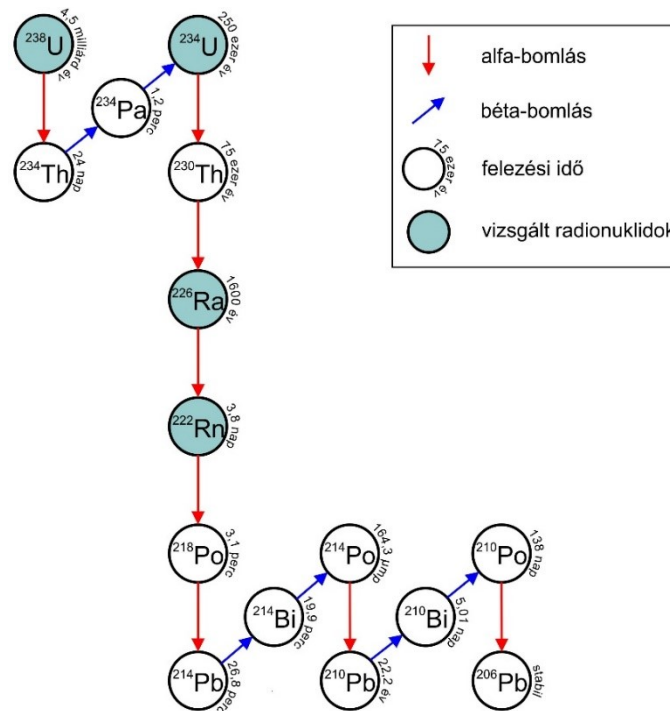 238U
4,5 milliárd év
234U
250 ezer év
234Pa
1,2 perc
234Th
24 nap
230Th
75 ezer év
226Ra
1600 év
222Rn
3,8 nap
218Po
3,1 perc
214Po
164,3 µmp
210Po
138 nap
214Bi
19,9 perc
210Bi
5,01 nap
214Pb
26,8 perc
210Pb
22,2 év
206Pb
stabil
alfa-bomlás
béta-bomlás
75 ezer év
felezési idő
vizsgált radionuklidok